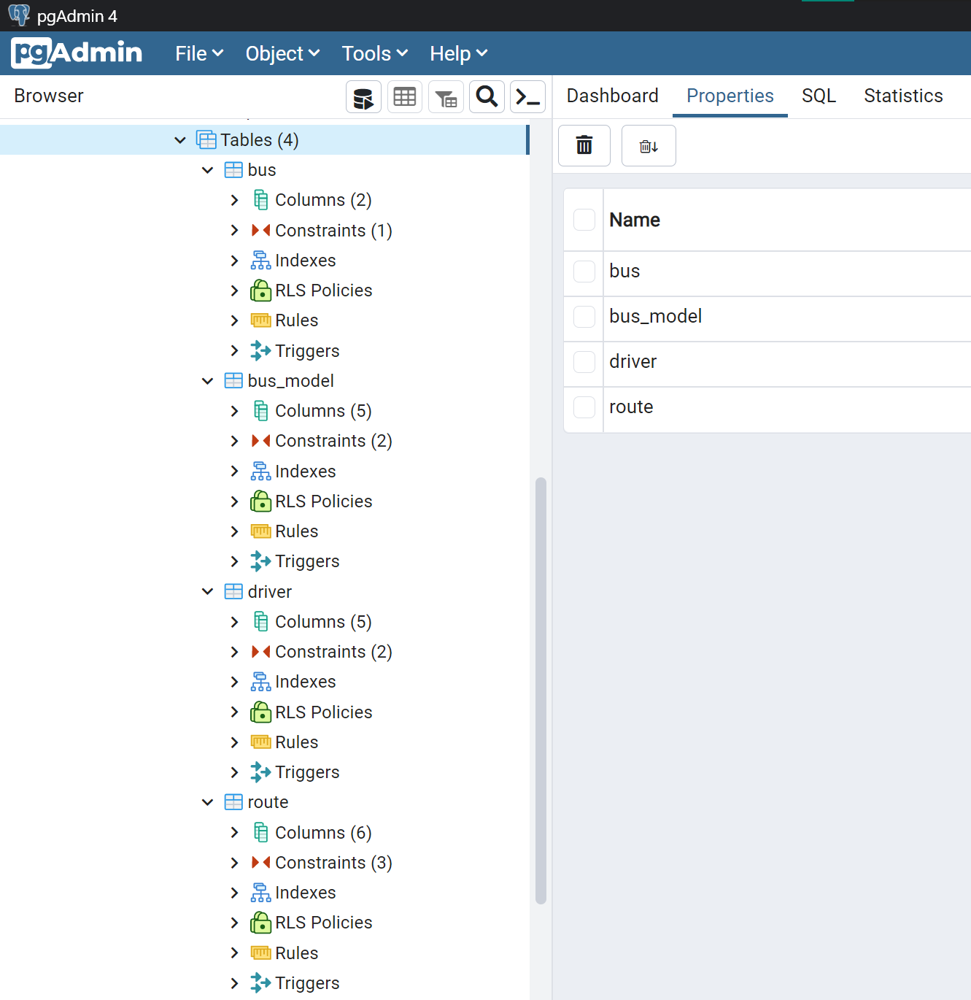 pgAdmin 4
pgAdmin File Object Tools Help
Browser
Dashboard Properties SQL Statistics
Tables (4)
bus
Columns (2)
Constraints (1)
Indexes
RLS Policies
Rules
Triggers
bus_model
Columns (5)
Constraints (2)
Indexes
RLS Policies
Rules
Triggers
driver
Columns (5)
Constraints (2)
Indexes
RLS Policies
Rules
Triggers
route
Columns (6)
Constraints (3)
Indexes
RLS Policies
Rules
Triggers
Name
bus
bus_model
driver
route